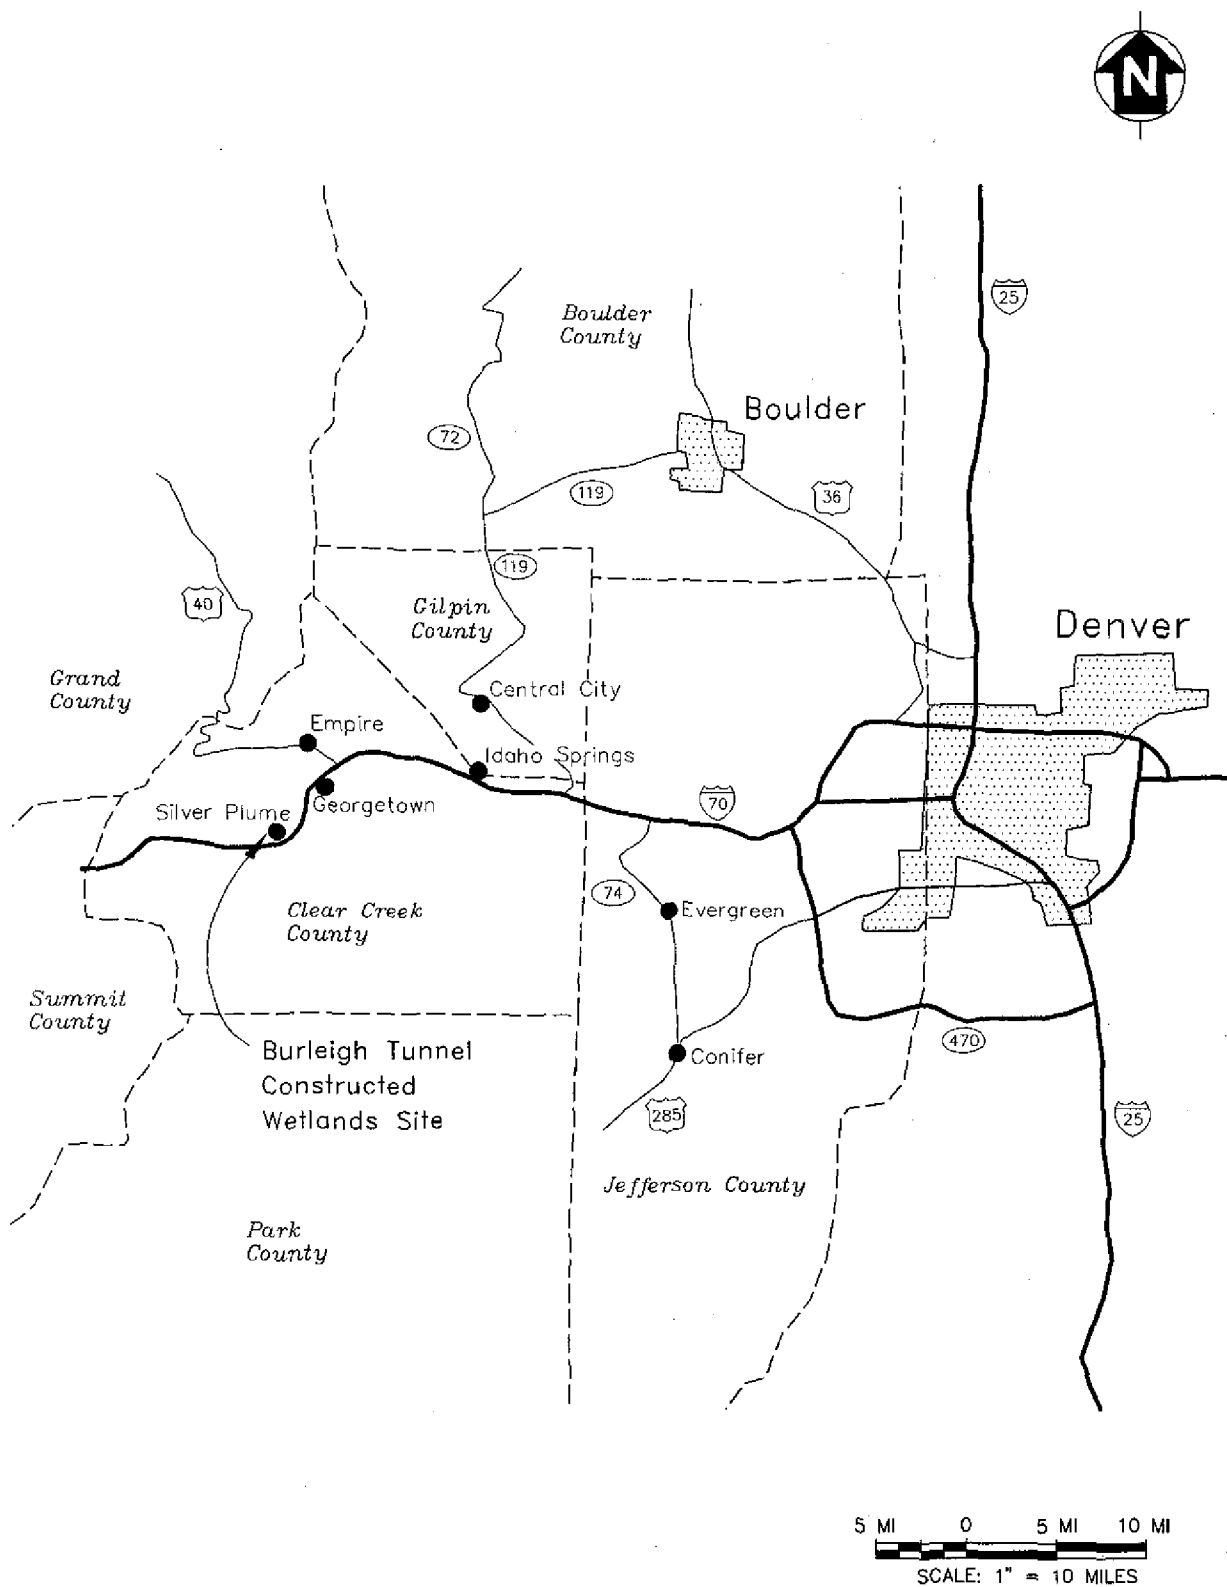 N
25
Boulder
County
Boulder
72
119
36
119
40
Gilpin
County
Denver
Grand
County
Central City
Empire
Idaho Springs
Georgetown
70
Silver Plume
74
Clear Creek
County
Evergreen
Summit
County
470
Burleigh Tunnel
Constructed
Wetlands Site
Conifer
285
25
Jefferson County
Park
County
5 MI 0 5 MI 10 MI
SCALE: 1" = 10 MILES